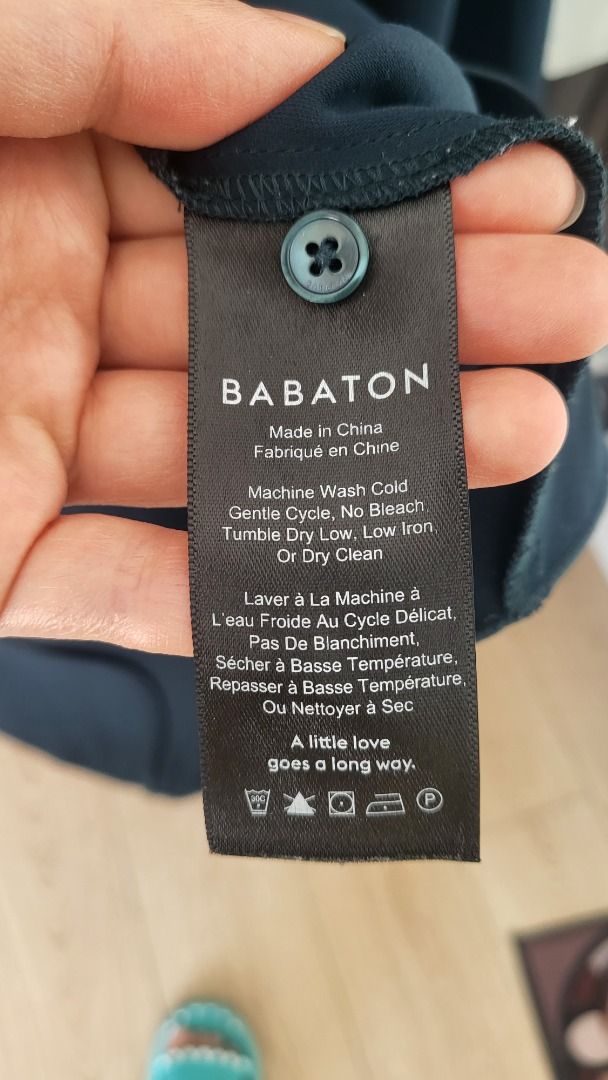 BABATON
Made in China
Fabriqué en Chine
Machine Wash Cold
Gentle Cycle, No Bleach
Tumble Dry Low, Low Iron,
Or Dry Clean
Laver à La Machine à
L'eau Froide Au Cycle Délicat,
Pas De Blanchiment,
Sécher à Basse Température,
Repasser à Basse Température,
Ou Nettoyer à Sec
A little love
goes a long way.
30C P